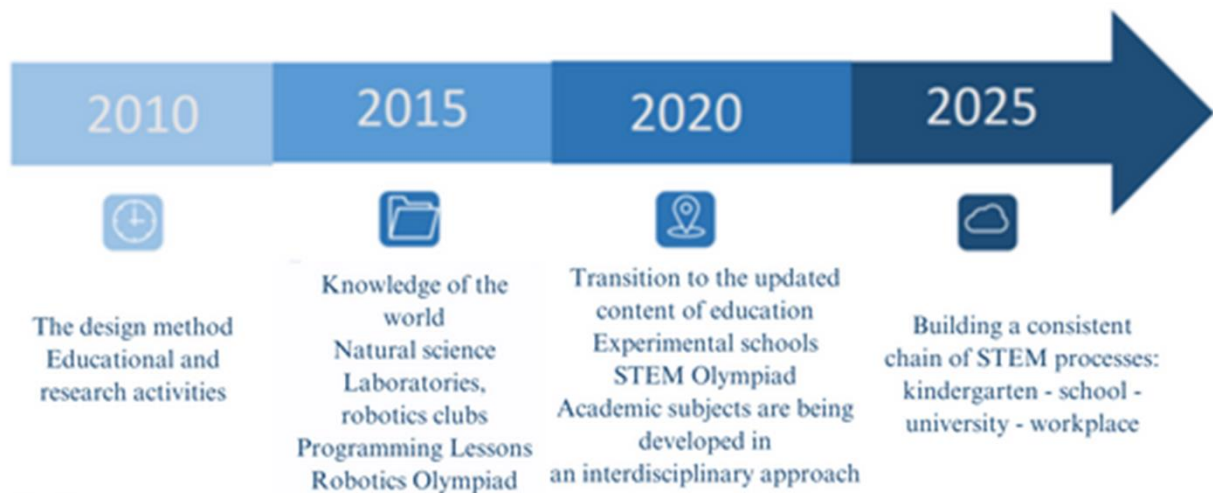 2010
2015
2020
2025
The design method
Educational and
research activities
Knowledge of the
world
Natural science
Laboratories,
robotics clubs
Programming Lessons
Robotics Olympiad
Transition to the updated
content of education
Experimental schools
STEM Olympiad
Academic subjects are being
developed in
an interdisciplinary approach
Building a consistent
chain of STEM processes:
kindergarten - school -
university - workplace